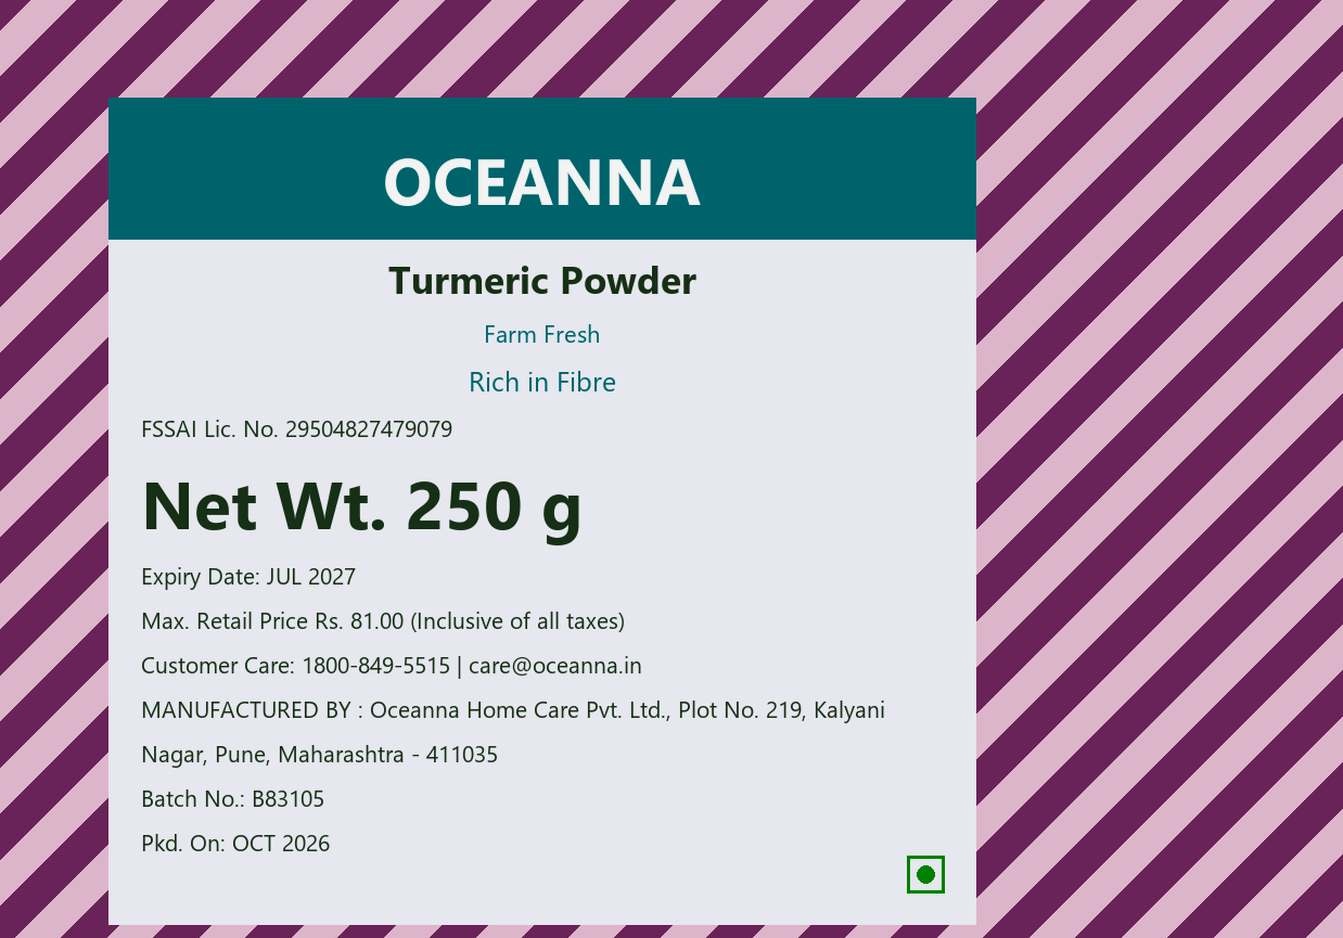 OCEANNA
Turmeric Powder
Farm Fresh
Rich in Fibre
FSSAI Lic. No. 29504827479079
Net Wt. 250 g
Expiry Date: JUL 2027
Max. Retail Price Rs. 81.00 (Inclusive of all taxes)
Customer Care: 1800-849-5515 | care@oceanna.in
MANUFACTURED BY : Oceanna Home Care Pvt. Ltd., Plot No. 219, Kalyani
Nagar, Pune, Maharashtra - 411035
Batch No.: B83105
Pkd. On: OCT 2026